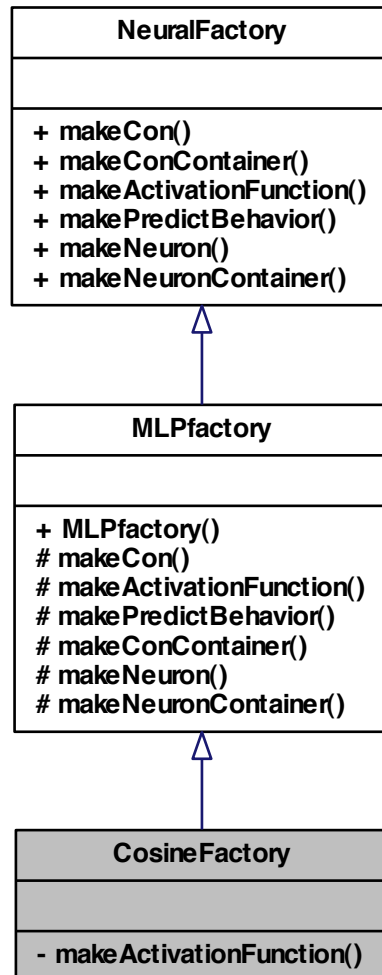 NeuralFactory
+ makeCon()
+ makeConContainer()
+ makeActivationFunction()
+ makePredictBehavior()
+ makeNeuron()
+ makeNeuronContainer()
MLPfactory
+ MLPfactory()
# makeCon()
# makeActivationFunction()
# makePredictBehavior()
# makeConContainer()
# makeNeuron()
# makeNeuronContainer()
CosineFactory
- makeActivationFunction()